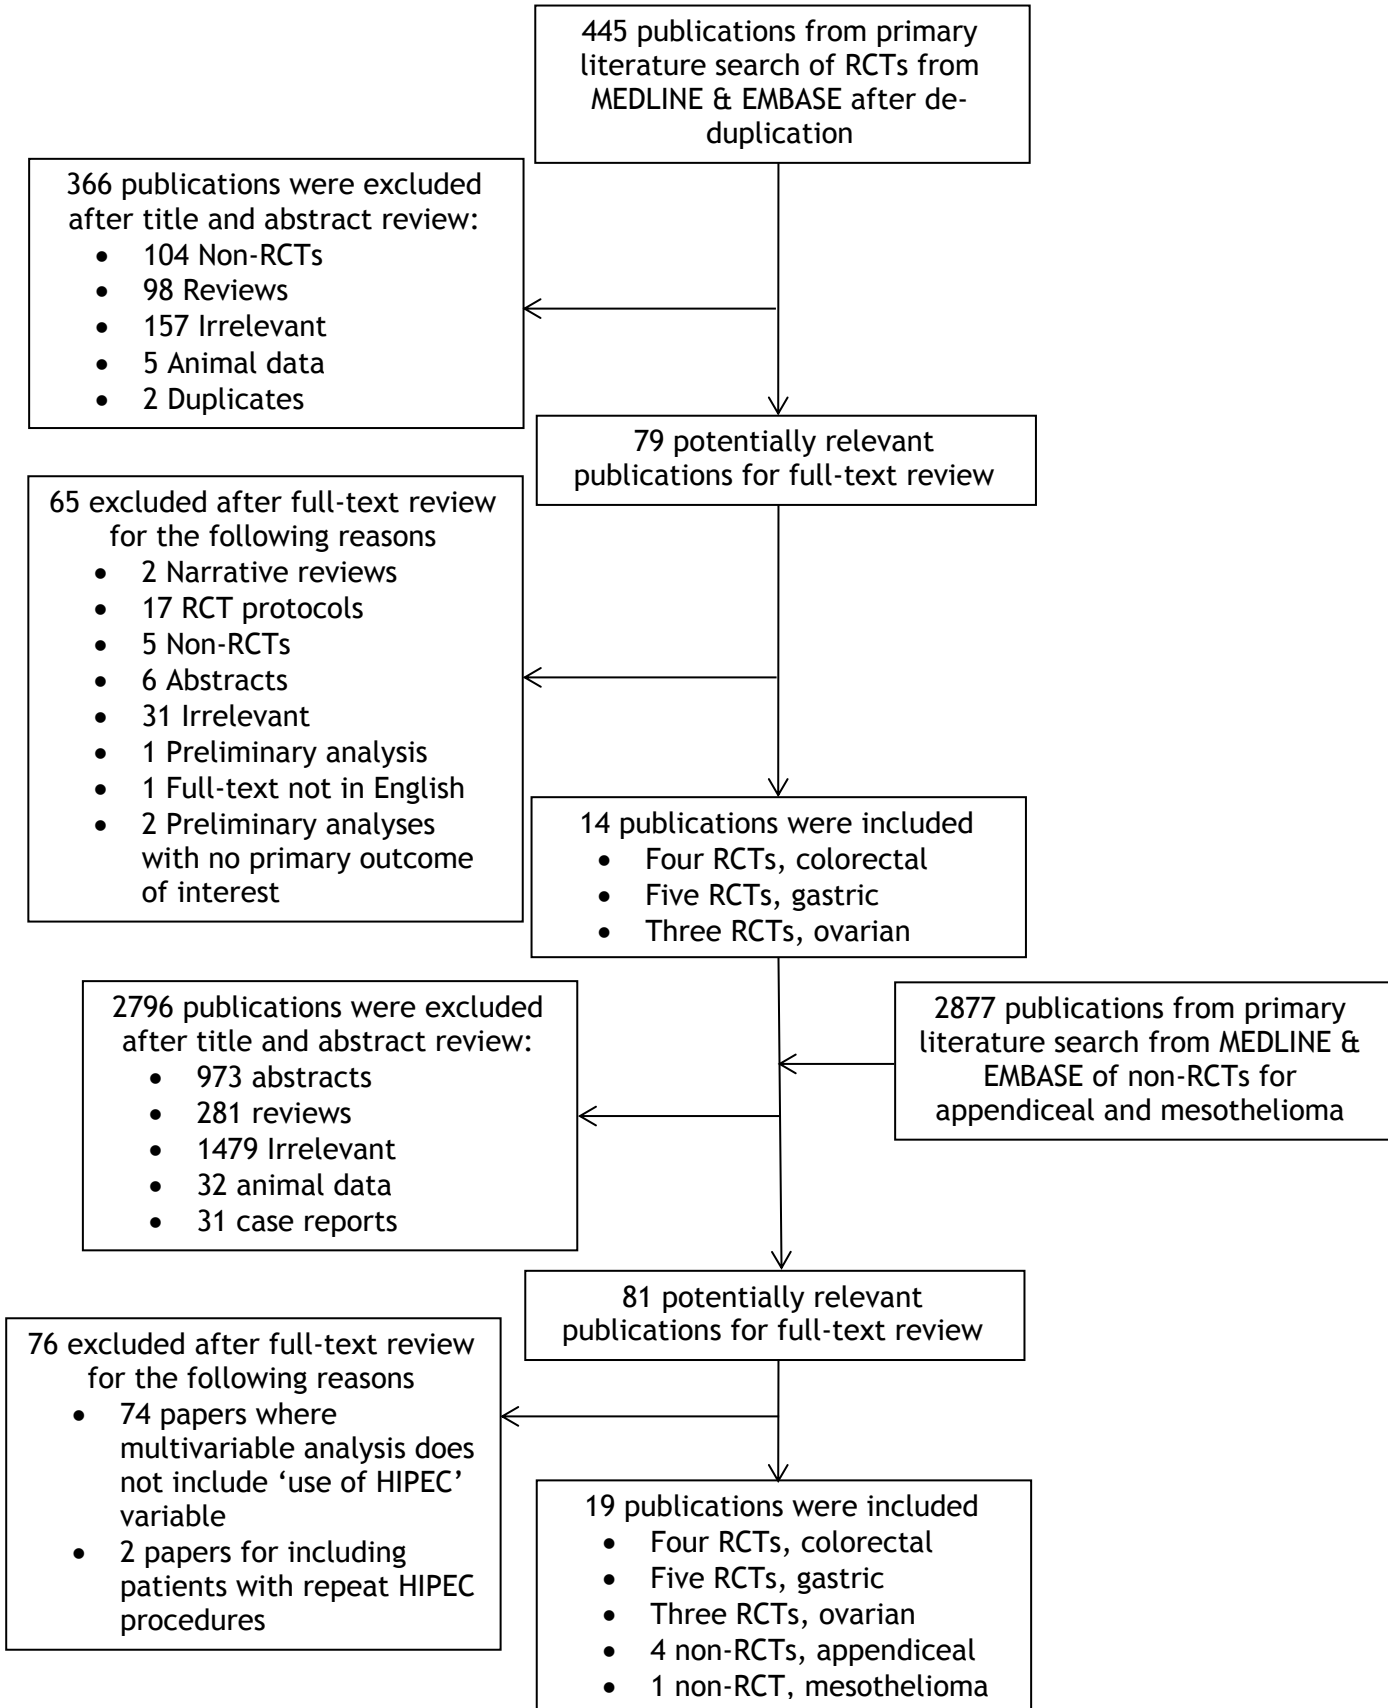 445 publications from primary
literature search of RCTs from
MEDLINE & EMBASE after de-
duplication
366 publications were excluded
after title and abstract review:
• 104 Non-RCTs
• 98 Reviews
• 157 Irrelevant
• 5 Animal data
• 2 Duplicates
79 potentially relevant
publications for full-text review
65 excluded after full-text review
for the following reasons
• 2 Narrative reviews
• 17 RCT protocols
• 5 Non-RCTs
• 6 Abstracts
• 31 Irrelevant
• 1 Preliminary analysis
• 1 Full-text not in English
• 2 Preliminary analyses
with no primary outcome
of interest
14 publications were included
• Four RCTs, colorectal
• Five RCTs, gastric
• Three RCTs, ovarian
2796 publications were excluded
after title and abstract review:
• 973 abstracts
• 281 reviews
• 1479 Irrelevant
• 32 animal data
• 31 case reports
2877 publications from primary
literature search from MEDLINE &
EMBASE of non-RCTs for
appendiceal and mesothelioma
81 potentially relevant
publications for full-text review
76 excluded after full-text review
for the following reasons
• 74 papers where
multivariable analysis does
not include ‘use of HIPEC’
variable
• 2 papers for including
patients with repeat HIPEC
procedures
19 publications were included
• Four RCTs, colorectal
• Five RCTs, gastric
• Three RCTs, ovarian
• 4 non-RCTs, appendiceal
• 1 non-RCT, mesothelioma